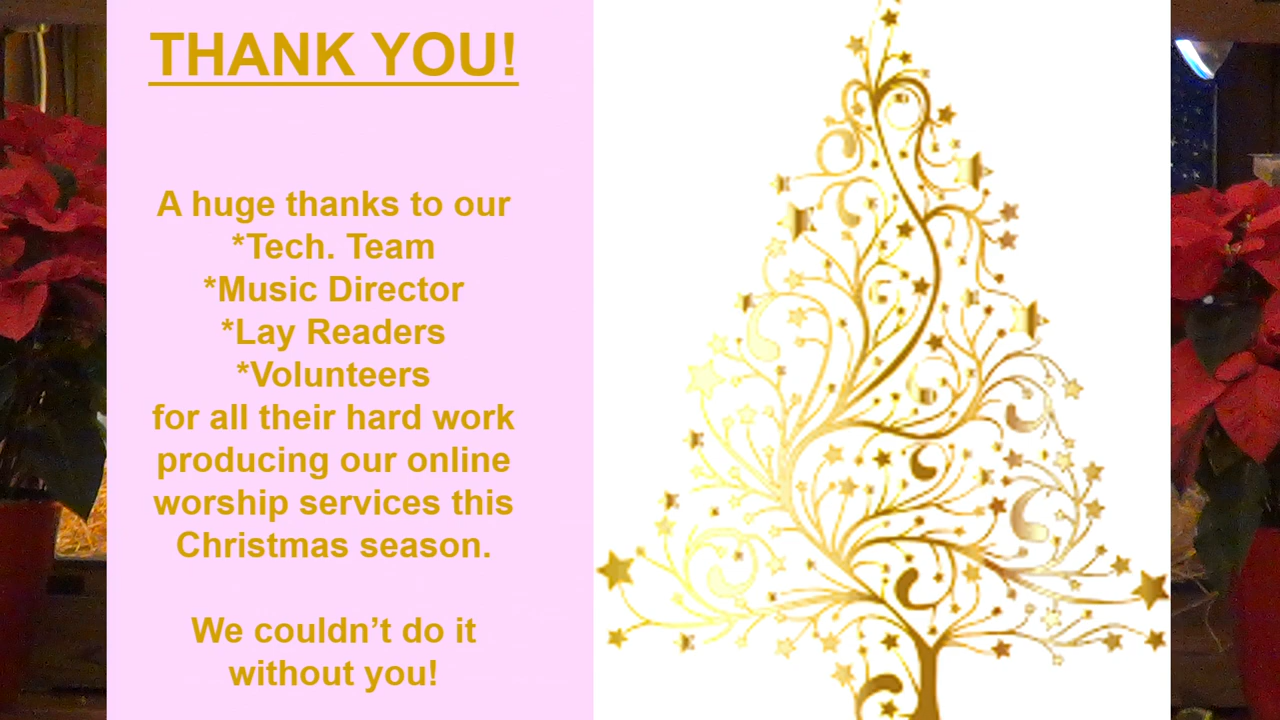 THANK YOU!
A huge thanks to our
*Tech. Team
*Music Director
*Lay Readers
*Volunteers
for all their hard work
producing our online
worship services this
Christmas season.
We couldn’t do it
without you!